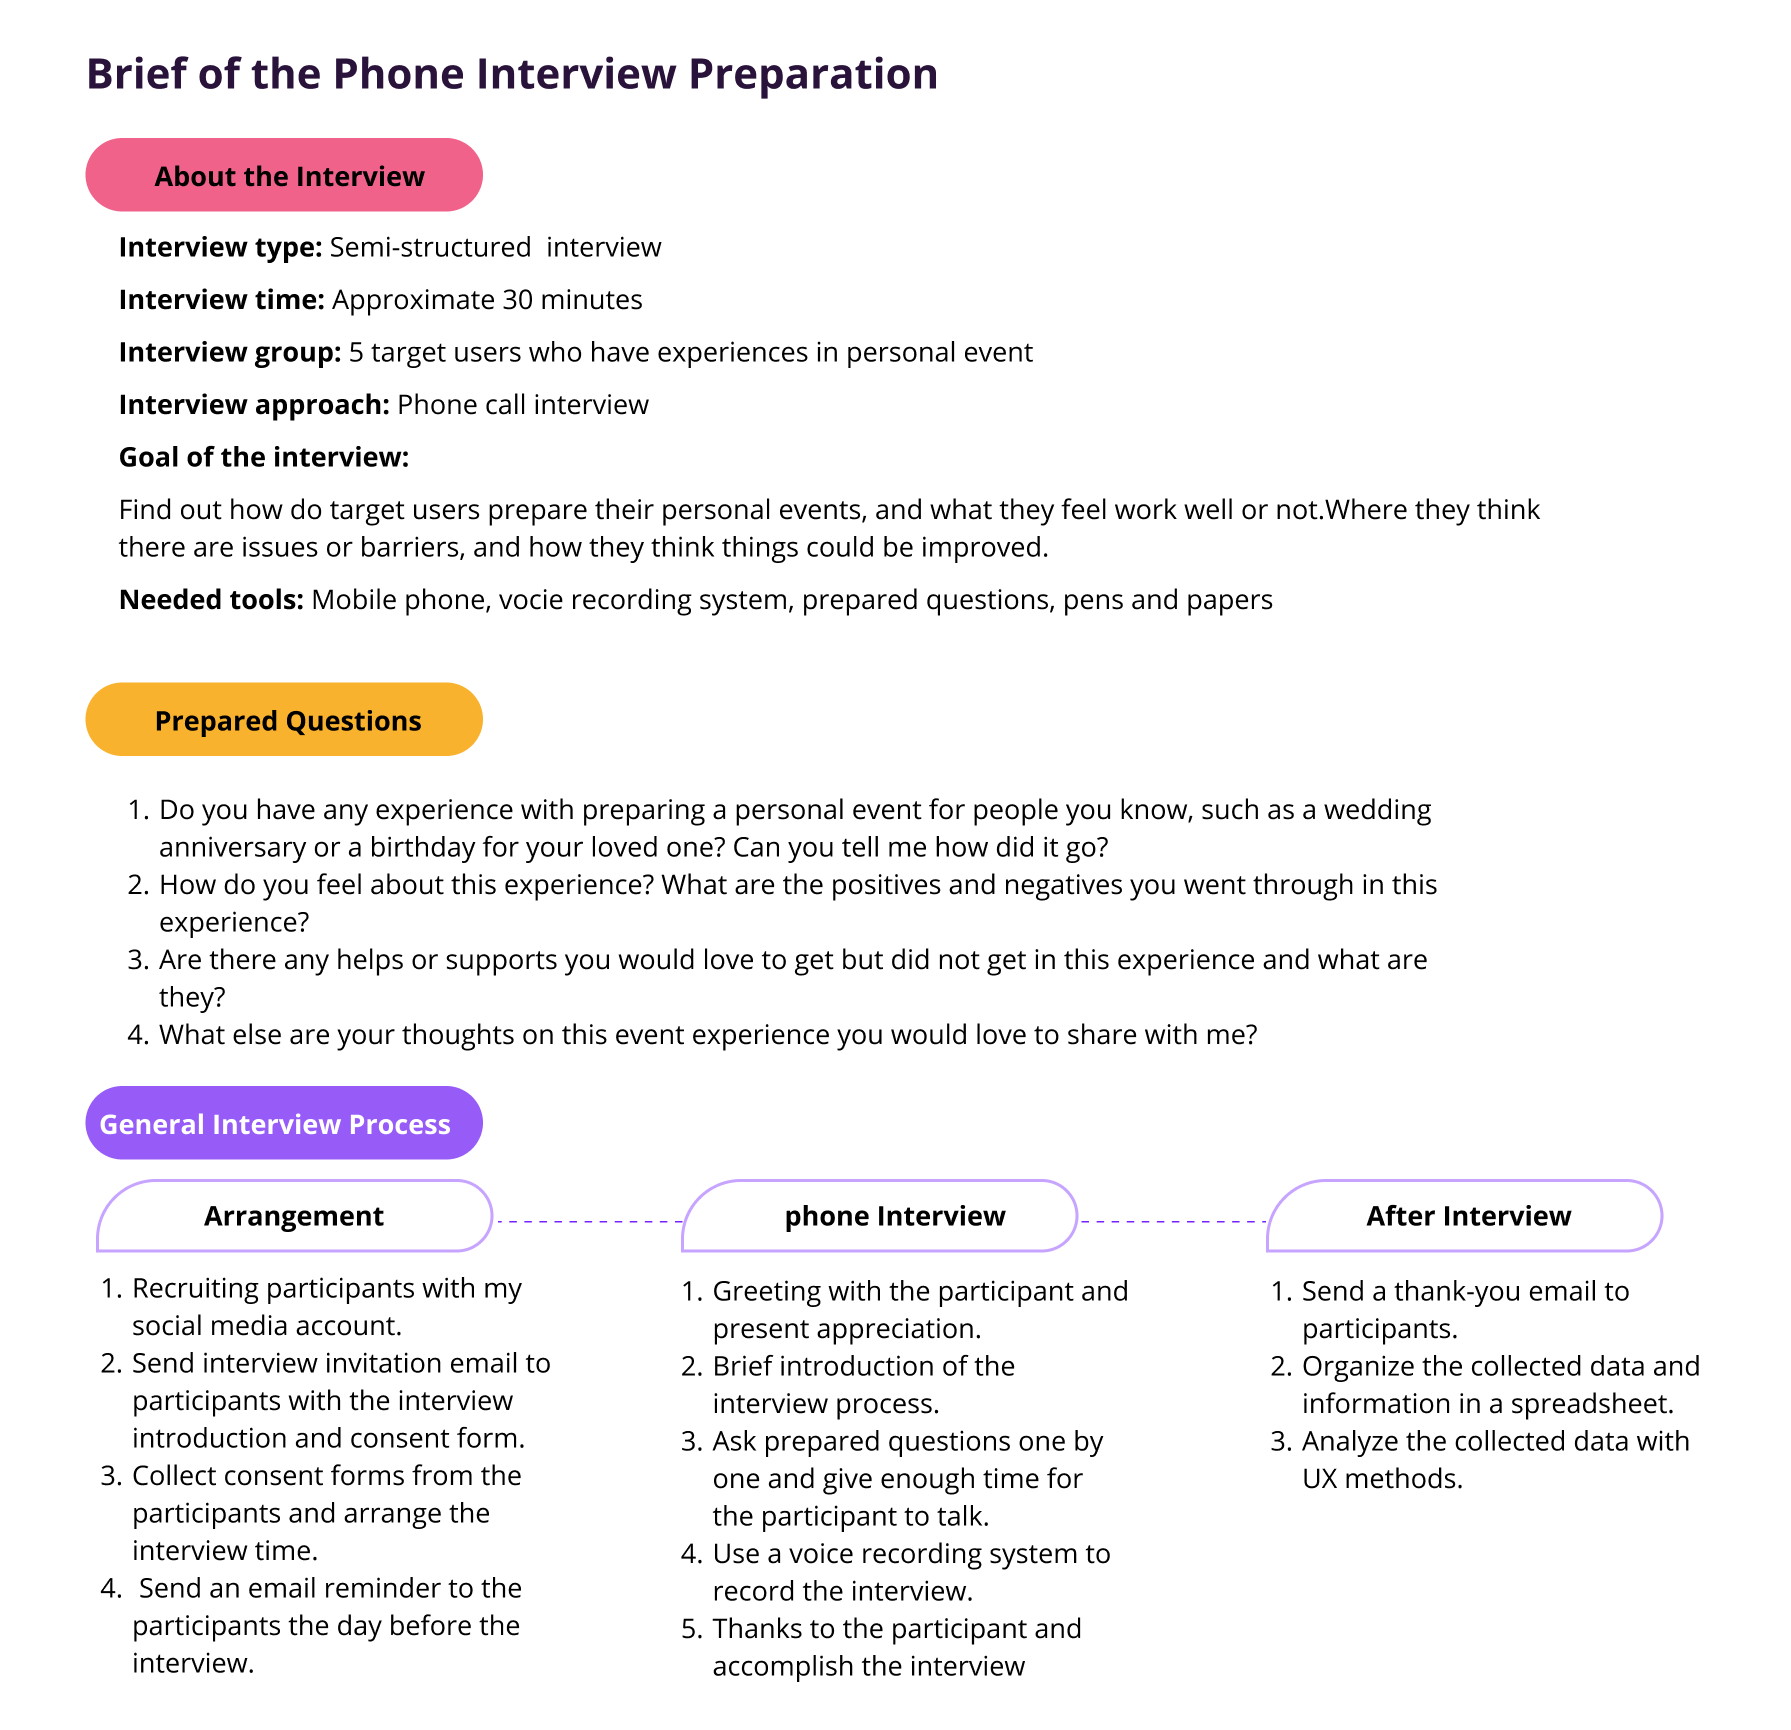 Brief of the Phone Interview Preparation
About the Interview
Interview type: Semi-structured  interview
Interview time: Approximate 30 minutes
Interview group: 5 target users who have experiences in personal event
Interview approach: Phone call interview
Goal of the interview:
Find out how do target users prepare their personal events, and what they feel work well or not.Where they think
there are issues or barriers, and how they think things could be improved.
Needed tools: Mobile phone, vocie recording system, prepared questions, pens and papers
Prepared Questions
1. Do you have any experience with preparing a personal event for people you know, such as a wedding
anniversary or a birthday for your loved one? Can you tell me how did it go?
2. How do you feel about this experience? What are the positives and negatives you went through in this
experience?
3. Are there any helps or supports you would love to get but did not get in this experience and what are
they?
4. What else are your thoughts on this event experience you would love to share with me?
General Interview Process
Arrangement
1. Recruiting participants with my
social media account.
2. Send interview invitation email to
participants with the interview
introduction and consent form.
3. Collect consent forms from the
participants and arrange the
interview time.
4.  Send an email reminder to the
participants the day before the
interview.
phone Interview
1. Greeting with the participant and
present appreciation.
2. Brief introduction of the
interview process.
3. Ask prepared questions one by
one and give enough time for
the participant to talk.
4. Use a voice recording system to
record the interview.
5. Thanks to the participant and
accomplish the interview
After Interview
1. Send a thank-you email to
participants.
2. Organize the collected data and
information in a spreadsheet.
3. Analyze the collected data with
UX methods.